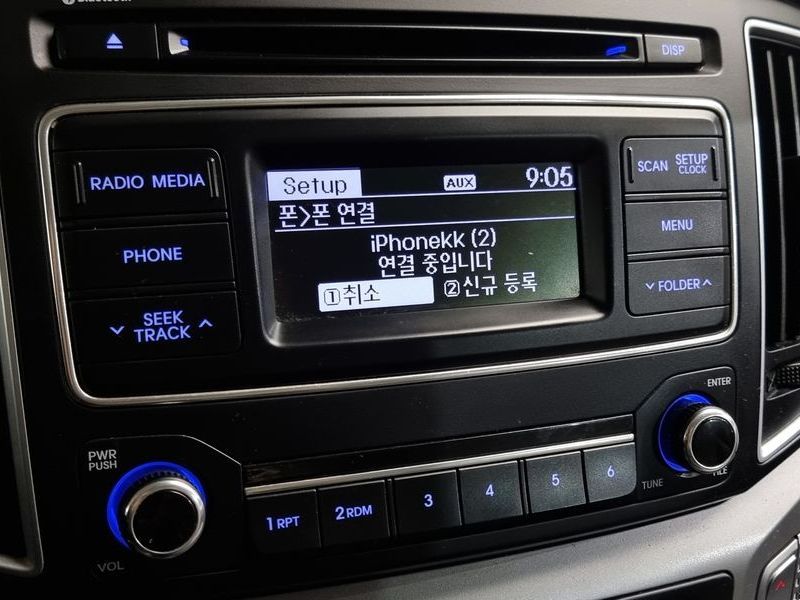 Bluetooth
DISP
RADIO MEDIA
PHONE
SEEK
TRACK
Setup AUX 9:05
폰>폰 연결
iPhonekk (2)
연결 중입니다
①취소 ②신규 등록
SCAN SETUP
CLOCK
MENU
FOLDER
PWR
PUSH
VOL
1 RPT
2 RDM
3
4
5
6
ENTER
TUNE
FILE